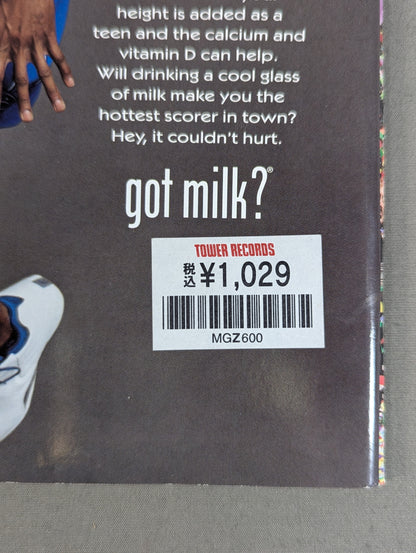 height is added as a
teen and the calcium and
vitamin D can help.
Will drinking a cool glass
of milk make you the
hottest scorer in town?
Hey, it couldn't hurt.
got milk?®
TOWER RECORDS
税込 ¥1,029
MGZ600